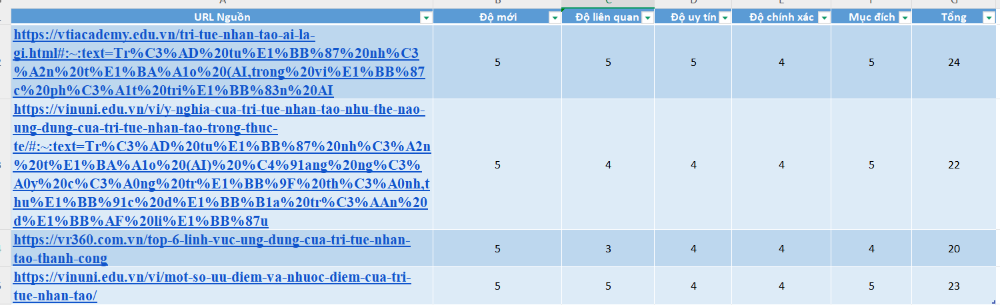 A B C D E F G
URL Nguồn Độ mới Độ liên quan Độ uy tín Độ chính xác Mục đích Tổng
https://vtiacademy.edu.vn/tri-tue-nhan-tao-ai-la-
gi.html#:~:text=Tr%C3%AD%20tu%E1%BB%87%20nh%C3
%A2n%20t%E1%BA%A1o%20(AI,trong%20vi%E1%BB%87
c%20ph%C3%A1t%20tri%E1%BB%83n%20AI
5 5 5 4 5 24
https://vinuni.edu.vn/vi/y-nghia-cua-tri-tue-nhan-tao-nhu-the-nao-
ung-dung-cua-tri-tue-nhan-tao-trong-thuc-
te/#:~:text=Tr%C3%AD%20tu%E1%BB%87%20nh%C3%A2n
%20t%E1%BA%A1o%20(AI)%20%C4%91ang%20ng%C3%
A0y%20c%C3%A0ng%20tr%E1%BB%9F%20th%C3%A0nh,t
hu%E1%BB%91c%20d%E1%BB%B1a%20tr%C3%AAn%20
d%E1%BB%AF%20li%E1%BB%87u
5 4 4 4 5 22
https://vr360.com.vn/top-6-linh-vuc-ung-dung-cua-tri-tue-nhan-
tao-thanh-cong
5 3 4 4 4 20
https://vinuni.edu.vn/vi/mot-so-uu-diem-va-nhuoc-diem-cua-tri-
tue-nhan-tao/
5 5 4 4 5 23